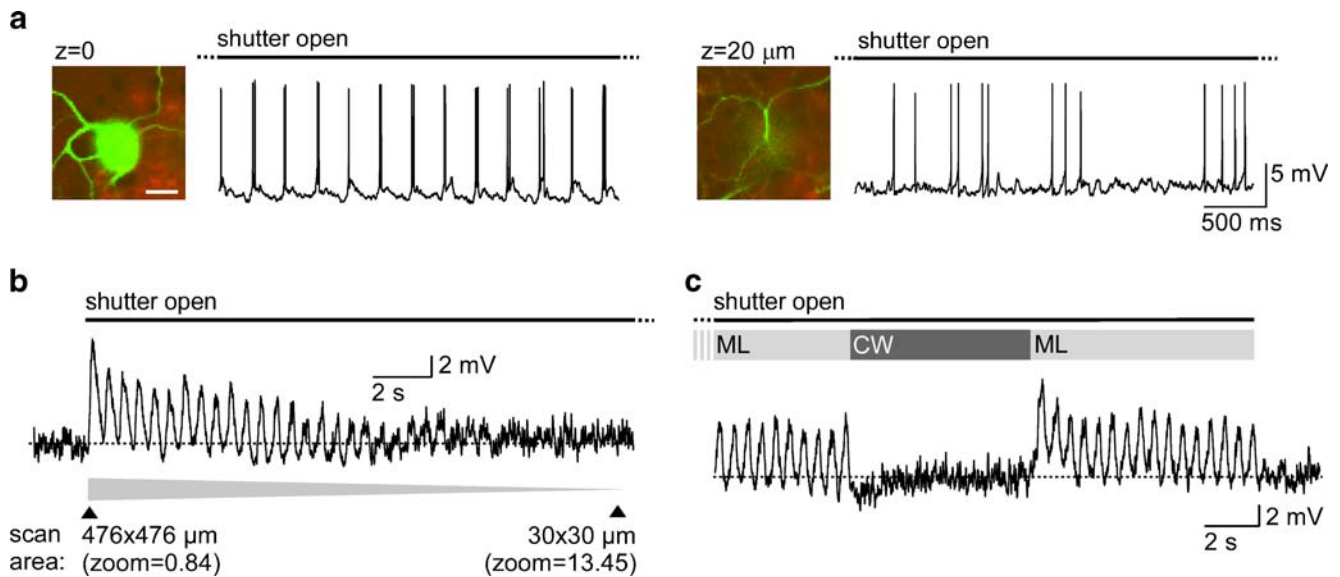 a
z=0
shutter open
z=20 μm
shutter open
5 mV
500 ms
b
shutter open
2 mV
2 s
scan area:
476x476 µm
(zoom=0.84)
30x30 µm
(zoom=13.45)
c
shutter open
ML
CW
ML
2 mV
2 s